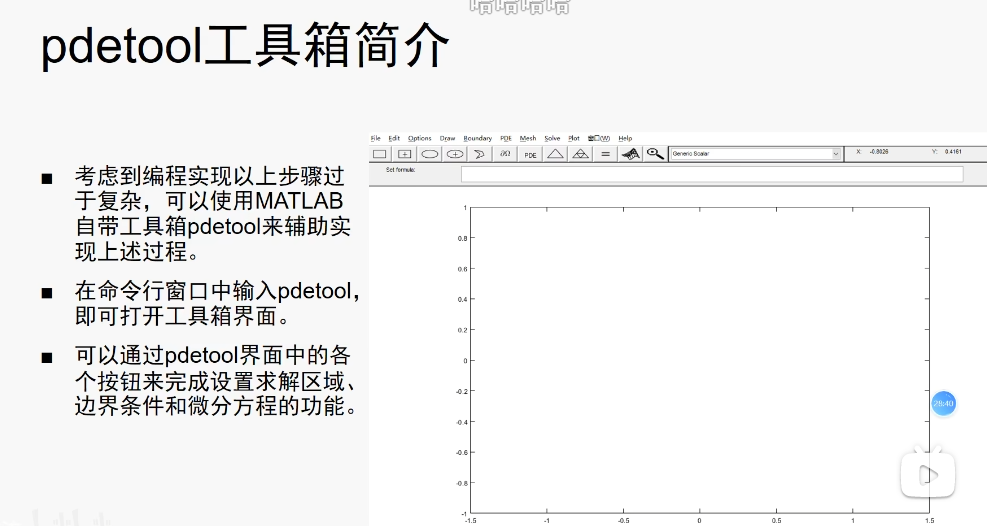 哈哈哈哈
pdetool工具箱简介
■ 考虑到编程实现以上步骤过
于复杂，可以使用MATLAB
自带工具箱pdetool来辅助实
现上述过程。
■ 在命令行窗口中输入pdetool，
即可打开工具箱界面。
■ 可以通过pdetool界面中的各
个按钮来完成设置求解区域、
边界条件和微分方程的功能。
File Edit Options Draw Boundary PDE Mesh Solve Plot 窗口(W) Help
∂Ω PDE = Generic Scalar X: -0.8026 Y: 0.4161
Set formula:
1
0.8
0.6
0.4
0.2
0
-0.2
-0.4
-0.6
-0.8
-1
-1.5 -1 -0.5 0 0.5 1 1.5
28:40